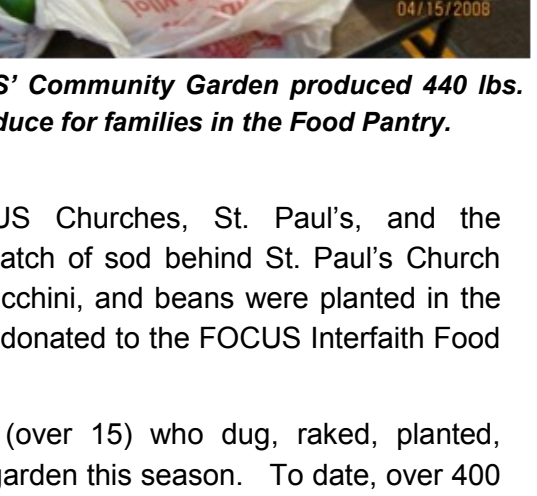 04/15/2008
S’ Community Garden produced 440 lbs.
duce for families in the Food Pantry.
US Churches, St. Paul’s, and the
atch of sod behind St. Paul’s Church
cchini, and beans were planted in the
donated to the FOCUS Interfaith Food
(over 15) who dug, raked, planted,
garden this season. To date, over 400